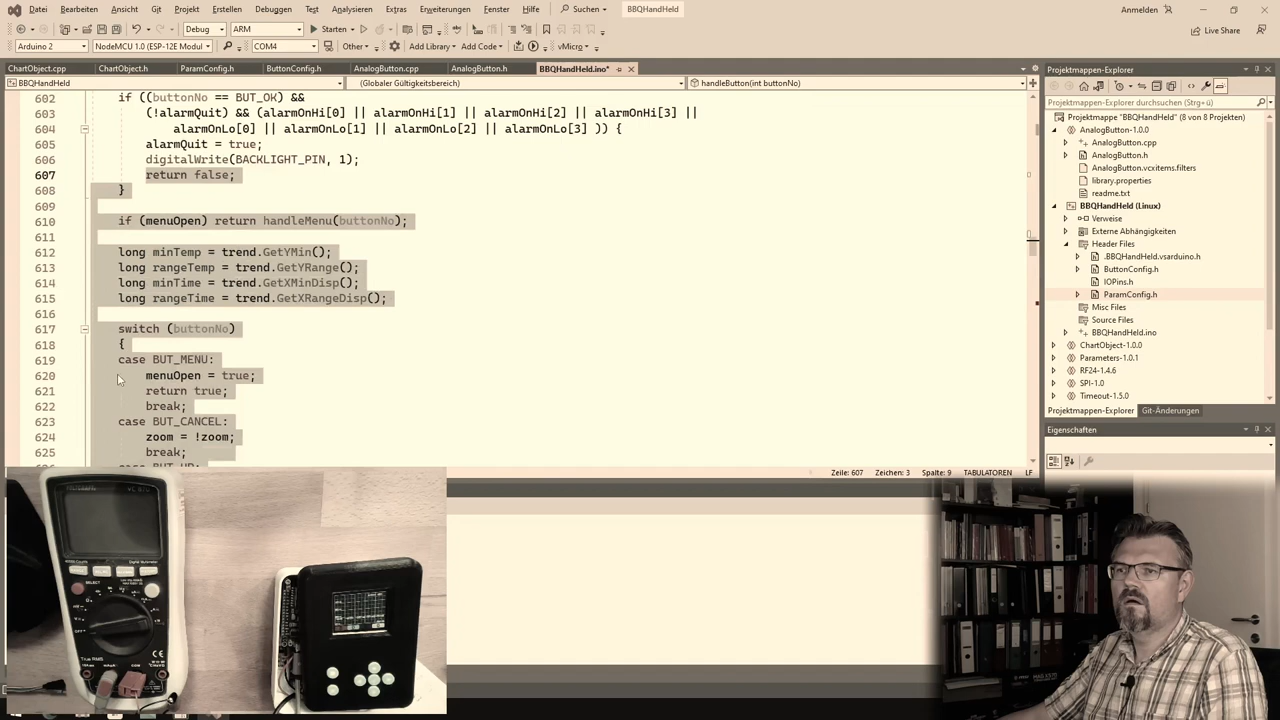 Datei Bearbeiten Ansicht Git Projekt Erstellen Debuggen Test Analysieren Extras Erweiterungen Fenster Hilfe Suchen BBQHandHeld Anmelden
Debug ARM Starten Live Share
Arduino 2 NodeMCU 1.0 (ESP-12E Modul COM4 Other Add Library Add Code vMicro
ChartObject.cpp ChartObject.h ParamConfig.h ButtonConfig.h AnalogButton.cpp AnalogButton.h BBQHandHeld.ino*
BBQHandHeld (Globaler Gültigkeitsbereich) handleButton(int buttonNo)
602 if ((buttonNo == BUT_OK) &&
603 (!alarmQuit) && (alarmOnHi[0] || alarmOnHi[1] || alarmOnHi[2] || alarmOnHi[3] ||
604 alarmOnLo[0] || alarmOnLo[1] || alarmOnLo[2] || alarmOnLo[3] )) {
605 alarmQuit = true;
606 digitalWrite(BACKLIGHT_PIN, 1);
607 return false;
608 }
609
610 if (menuOpen) return handleMenu(buttonNo);
611
612 long minTemp = trend.GetYMin();
613 long rangeTemp = trend.GetYRange();
614 long minTime = trend.GetXMinDisp();
615 long rangeTime = trend.GetXRangeDisp();
616
617 switch (buttonNo)
618 {
619 case BUT_MENU:
620 menuOpen = true;
621 return true;
622 break;
623 case BUT_CANCEL:
624 zoom = !zoom;
625 break;
Zeile: 607 Zeichen: 3 Spalte: 9 TABULATOREN LF
Projektmappen-Explorer
Projektmappen-Explorer durchsuchen (Strg+ü)
Projektmappe "BBQHandHeld" (8 von 8 Projekten)
AnalogButton-1.0.0
AnalogButton.cpp
AnalogButton.h
AnalogButton.vcxitems.filters
library.properties
readme.txt
BBQHandHeld (Linux)
Verweise
Externe Abhängigkeiten
Header Files
.BBQHandHeld.vsarduino.h
ButtonConfig.h
IOPins.h
ParamConfig.h
Misc Files
Source Files
BBQHandHeld.ino
ChartObject-1.0.0
Parameters-1.0.1
RF24-1.4.6
SPI-1.0
Timeout-1.5.0
Projektmappen-Explorer Git-Änderungen
Eigenschaften
SELECT
OFF
True RMS